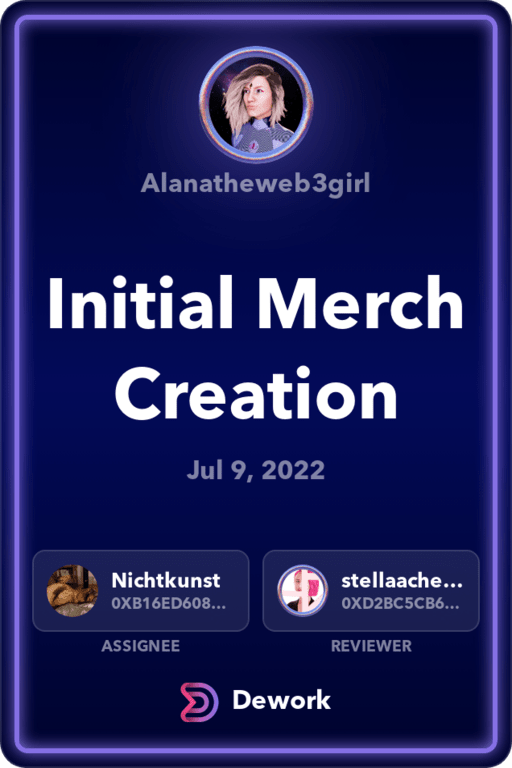 Alanatheweb3girl
Initial Merch
Creation
Jul 9, 2022
Nichtkunst
0XB16ED608...
stellaache...
0XD2BC5CB6...
ASSIGNEE
REVIEWER
Dework